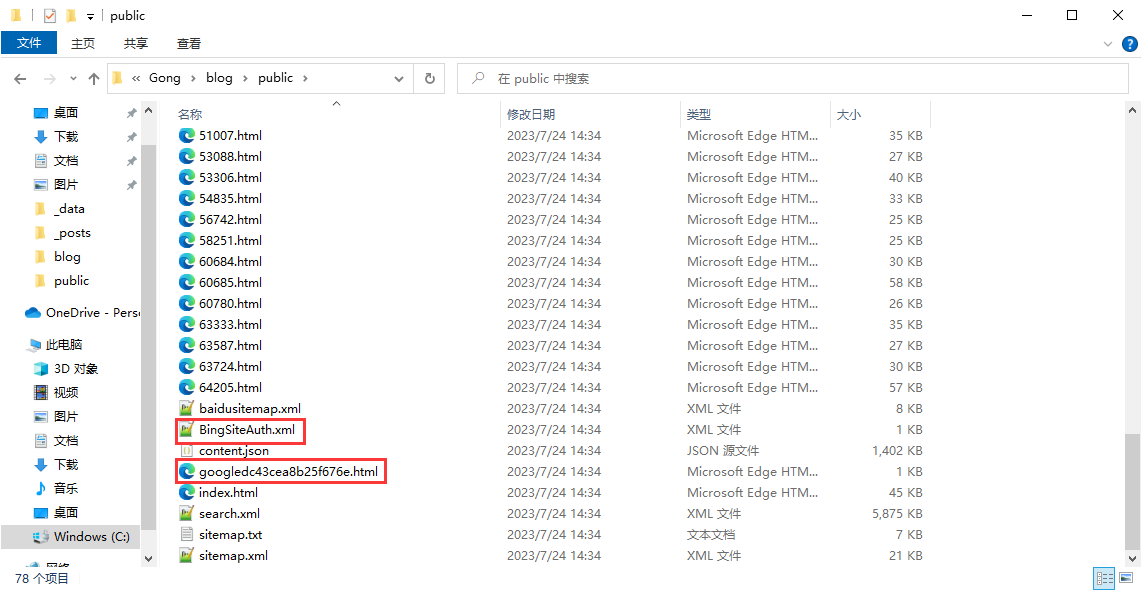 public
文件 主页 共享 查看
« Gong › blog › public › 在 public 中搜索
桌面
下载
文档
图片
_data
_posts
blog
public
OneDrive - Pers
此电脑
3D 对象
视频
图片
文档
下载
音乐
桌面
Windows (C:)
网络
名称 修改日期 类型 大小
51007.html 2023/7/24 14:34 Microsoft Edge HTM... 35 KB
53088.html 2023/7/24 14:34 Microsoft Edge HTM... 27 KB
53306.html 2023/7/24 14:34 Microsoft Edge HTM... 40 KB
54835.html 2023/7/24 14:34 Microsoft Edge HTM... 33 KB
56742.html 2023/7/24 14:34 Microsoft Edge HTM... 25 KB
58251.html 2023/7/24 14:34 Microsoft Edge HTM... 25 KB
60684.html 2023/7/24 14:34 Microsoft Edge HTM... 30 KB
60685.html 2023/7/24 14:34 Microsoft Edge HTM... 58 KB
60780.html 2023/7/24 14:34 Microsoft Edge HTM... 26 KB
63333.html 2023/7/24 14:34 Microsoft Edge HTM... 35 KB
63587.html 2023/7/24 14:34 Microsoft Edge HTM... 27 KB
63724.html 2023/7/24 14:34 Microsoft Edge HTM... 30 KB
64205.html 2023/7/24 14:34 Microsoft Edge HTM... 57 KB
baidusitemap.xml 2023/7/24 14:34 XML 文件 8 KB
BingSiteAuth.xml 2023/7/24 14:34 XML 文件 1 KB
content.json 2023/7/24 14:34 JSON 源文件 1,402 KB
googledc43cea8b25f676e.html 2023/7/24 14:34 Microsoft Edge HTM... 1 KB
index.html 2023/7/24 14:34 Microsoft Edge HTM... 45 KB
search.xml 2023/7/24 14:34 XML 文件 5,875 KB
sitemap.txt 2023/7/24 14:34 文本文档 7 KB
sitemap.xml 2023/7/24 14:34 XML 文件 21 KB
78 个项目